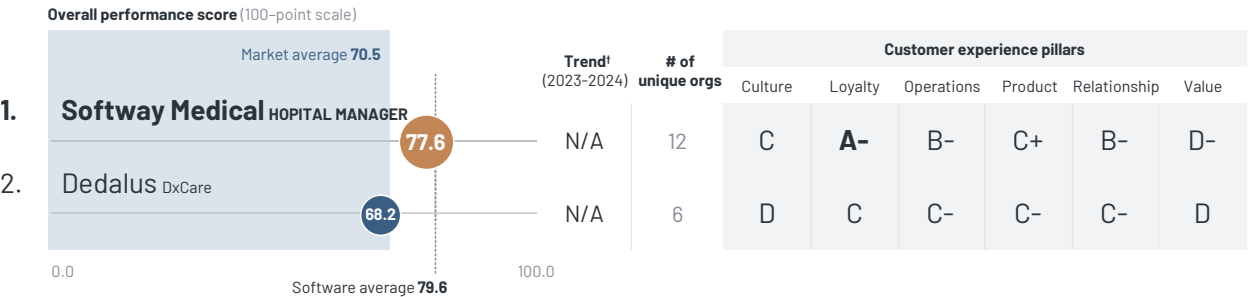 Overall performance score (100–point scale)
Market average 70.5
Trend† # of Customer experience pillars
(2023-2024) unique orgs Culture Loyalty Operations Product Relationship Value
1. Softway Medical HOPITAL MANAGER
77.6 N/A 12 C A- B- C+ B- D-
2. Dedalus DxCare
68.2 N/A 6 D C C- C- C- D
0.0 100.0
Software average 79.6